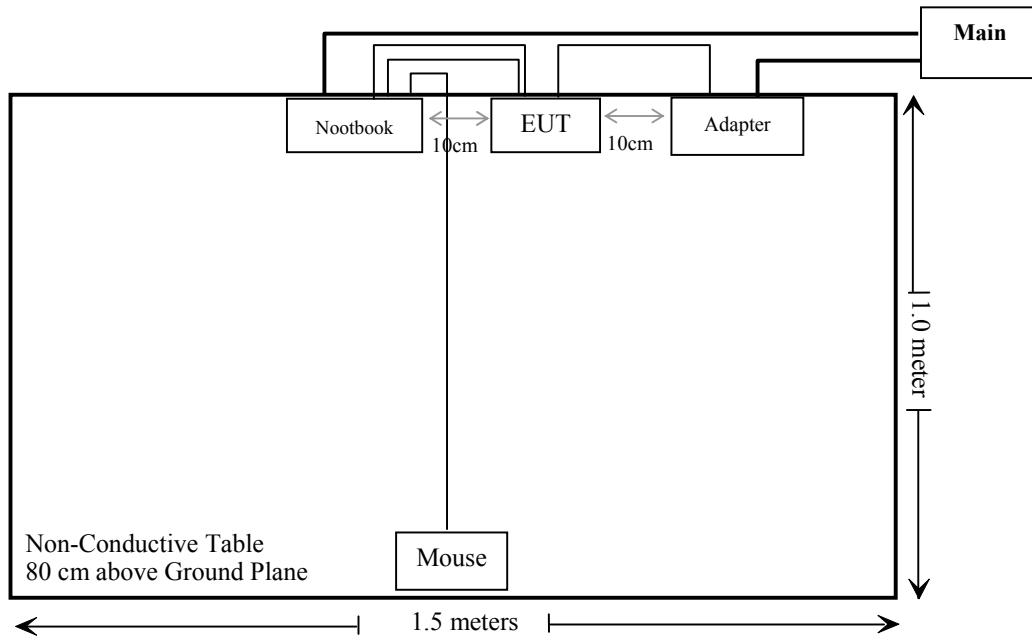 Main
Nootbook
EUT
Adapter
10cm
10cm
1.0 meter
Non-Conductive Table
80 cm above Ground Plane
Mouse
1.5 meters